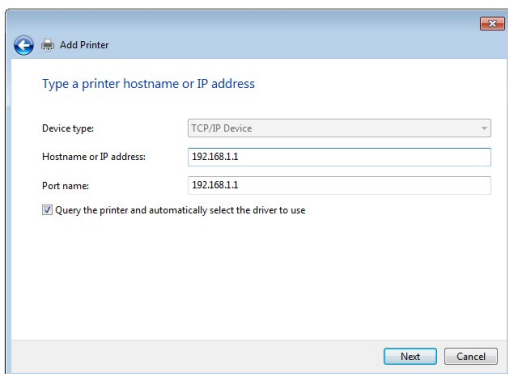 Add Printer
Type a printer hostname or IP address
Device type: TCP/IP Device
Hostname or IP address: 192.168.1.1
Port name: 192.168.1.1
Query the printer and automatically select the driver to use
Next Cancel